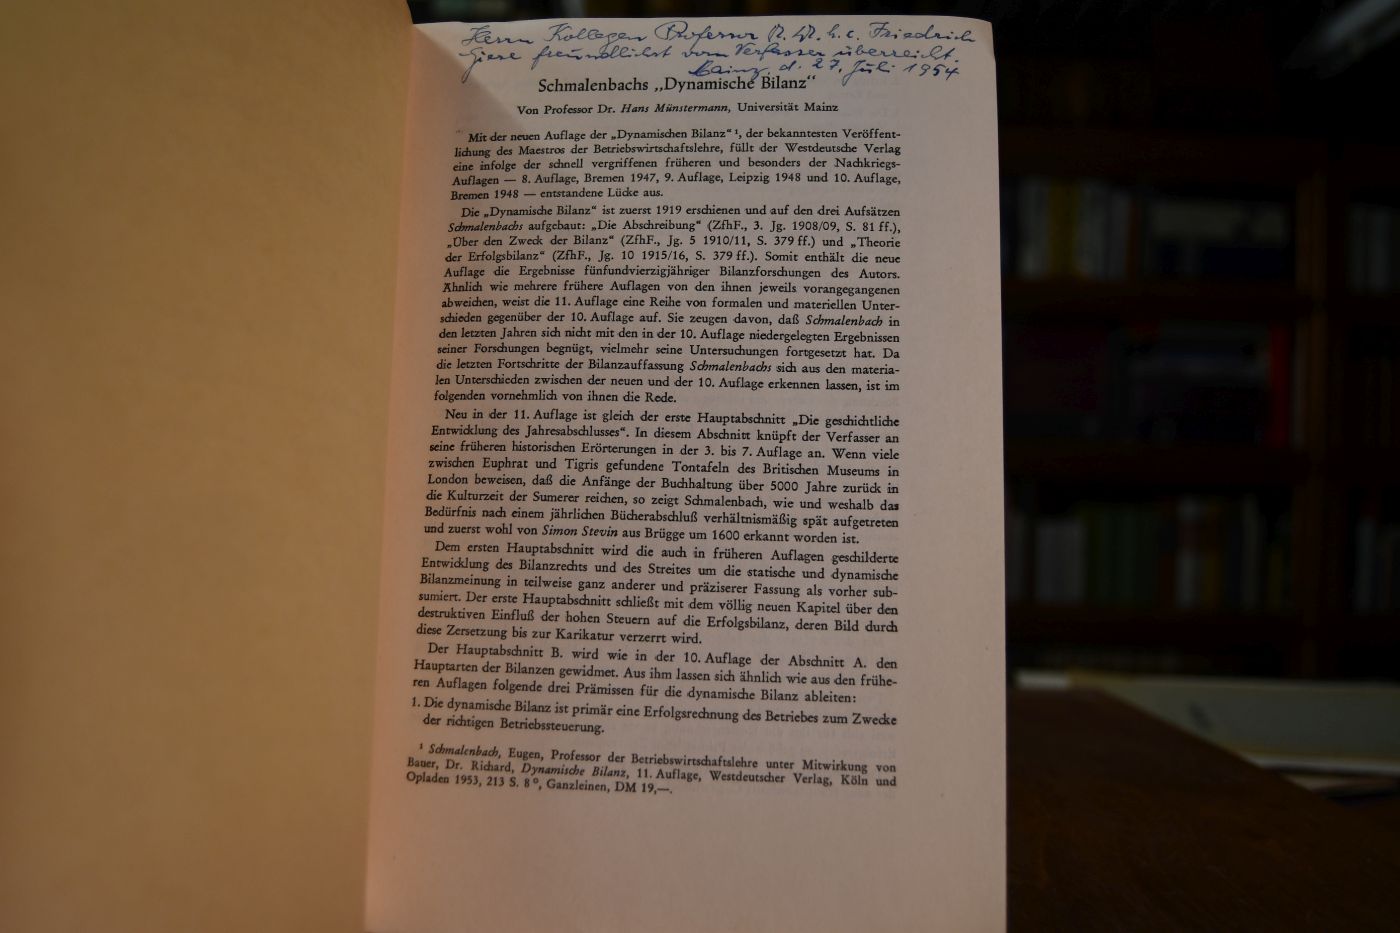 Herrn Kollegen Professor Dr. Dr. h. c. Friedrich
Giese freundlichst vom Verfasser überreicht.
Mainz, d. 27. Juli 1954
Schmalenbachs „Dynamische Bilanz“
Von Professor Dr. Hans Münstermann, Universität Mainz
Mit der neuen Auflage der „Dynamischen Bilanz“ ¹, der bekanntesten Veröffent-
lichung des Maestros der Betriebswirtschaftslehre, füllt der Westdeutsche Verlag
eine infolge der schnell vergriffenen früheren und besonders der Nachkriegs-
Auflagen — 8. Auflage, Bremen 1947, 9. Auflage, Leipzig 1948 und 10. Auflage,
Bremen 1948 — entstandene Lücke aus.
Die „Dynamische Bilanz“ ist zuerst 1919 erschienen und auf den drei Aufsätzen
Schmalenbachs aufgebaut: „Die Abschreibung“ (ZfhF., 3. Jg. 1908/09, S. 81 ff.),
„Über den Zweck der Bilanz“ (ZfhF., Jg. 5 1910/11, S. 379 ff.) und „Theorie
der Erfolgsbilanz“ (ZfhF., Jg. 10 1915/16, S. 379 ff.). Somit enthält die neue
Auflage die Ergebnisse fünfundvierzigjähriger Bilanzforschungen des Autors.
Ähnlich wie mehrere frühere Auflagen von den ihnen jeweils vorangegangenen
abweichen, weist die 11. Auflage eine Reihe von formalen und materiellen Unter-
schieden gegenüber der 10. Auflage auf. Sie zeugen davon, daß Schmalenbach in
den letzten Jahren sich nicht mit den in der 10. Auflage niedergelegten Ergebnissen
seiner Forschungen begnügt, vielmehr seine Untersuchungen fortgesetzt hat. Da
die letzten Fortschritte der Bilanzauffassung Schmalenbachs sich aus den materia-
len Unterschieden zwischen der neuen und der 10. Auflage erkennen lassen, ist im
folgenden vornehmlich von ihnen die Rede.
Neu in der 11. Auflage ist gleich der erste Hauptabschnitt „Die geschichtliche
Entwicklung des Jahresabschlusses“. In diesem Abschnitt knüpft der Verfasser an
seine früheren historischen Erörterungen in der 3. bis 7. Auflage an. Wenn viele
zwischen Euphrat und Tigris gefundene Tontafeln des Britischen Museums in
London beweisen, daß die Anfänge der Buchhaltung über 5000 Jahre zurück in
die Kulturzeit der Sumerer reichen, so zeigt Schmalenbach, wie und weshalb das
Bedürfnis nach einem jährlichen Bücherabschluß verhältnismäßig spät aufgetreten
und zuerst wohl von Simon Stevin aus Brügge um 1600 erkannt worden ist.
Dem ersten Hauptabschnitt wird die auch in früheren Auflagen geschilderte
Entwicklung des Bilanzrechts und des Streites um die statische und dynamische
Bilanzmeinung in teilweise ganz anderer und präziserer Fassung als vorher sub-
sumiert. Der erste Hauptabschnitt schließt mit dem völlig neuen Kapitel über den
destruktiven Einfluß der hohen Steuern auf die Erfolgsbilanz, deren Bild durch
diese Zersetzung bis zur Karikatur verzerrt wird.
Der Hauptabschnitt B. wird wie in der 10. Auflage der Abschnitt A. den
Hauptarten der Bilanzen gewidmet. Aus ihm lassen sich ähnlich wie aus den frühe-
ren Auflagen folgende drei Prämissen für die dynamische Bilanz ableiten:
1. Die dynamische Bilanz ist primär eine Erfolgsrechnung des Betriebes zum Zwecke
der richtigen Betriebssteuerung.
¹ Schmalenbach, Eugen, Professor der Betriebswirtschaftslehre unter Mitwirkung von
Bauer, Dr. Richard, Dynamische Bilanz, 11. Auflage, Westdeutscher Verlag, Köln und
Opladen 1953, 213 S. 8 °, Ganzleinen, DM 19,—.